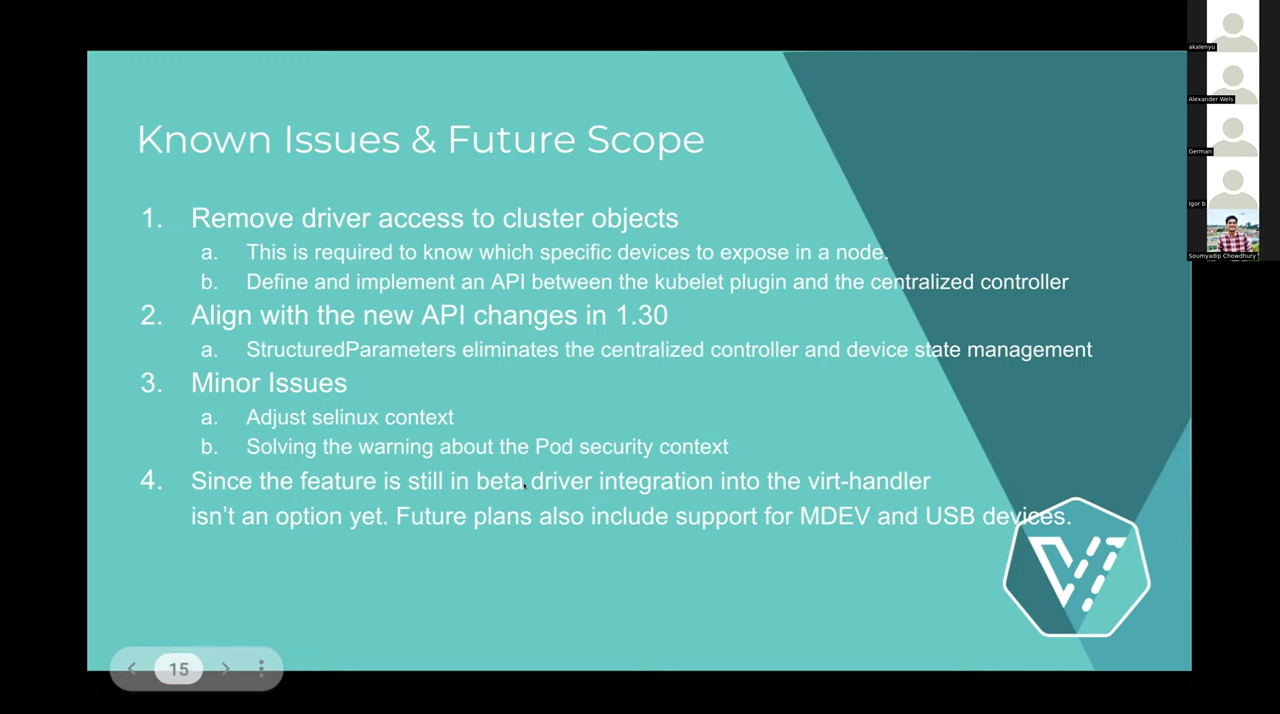 Known Issues & Future Scope
1. Remove driver access to cluster objects
a. This is required to know which specific devices to expose in a node.
b. Define and implement an API between the kubelet plugin and the centralized controller
2. Align with the new API changes in 1.30
a. StructuredParameters eliminates the centralized controller and device state management
3. Minor Issues
a. Adjust selinux context
b. Solving the warning about the Pod security context
4. Since the feature is still in beta driver integration into the virt-handler
isn't an option yet. Future plans also include support for MDEV and USB devices.
15
akalenyu
Alexander Wels
German
Igor b
Soumyadip Chowdhury